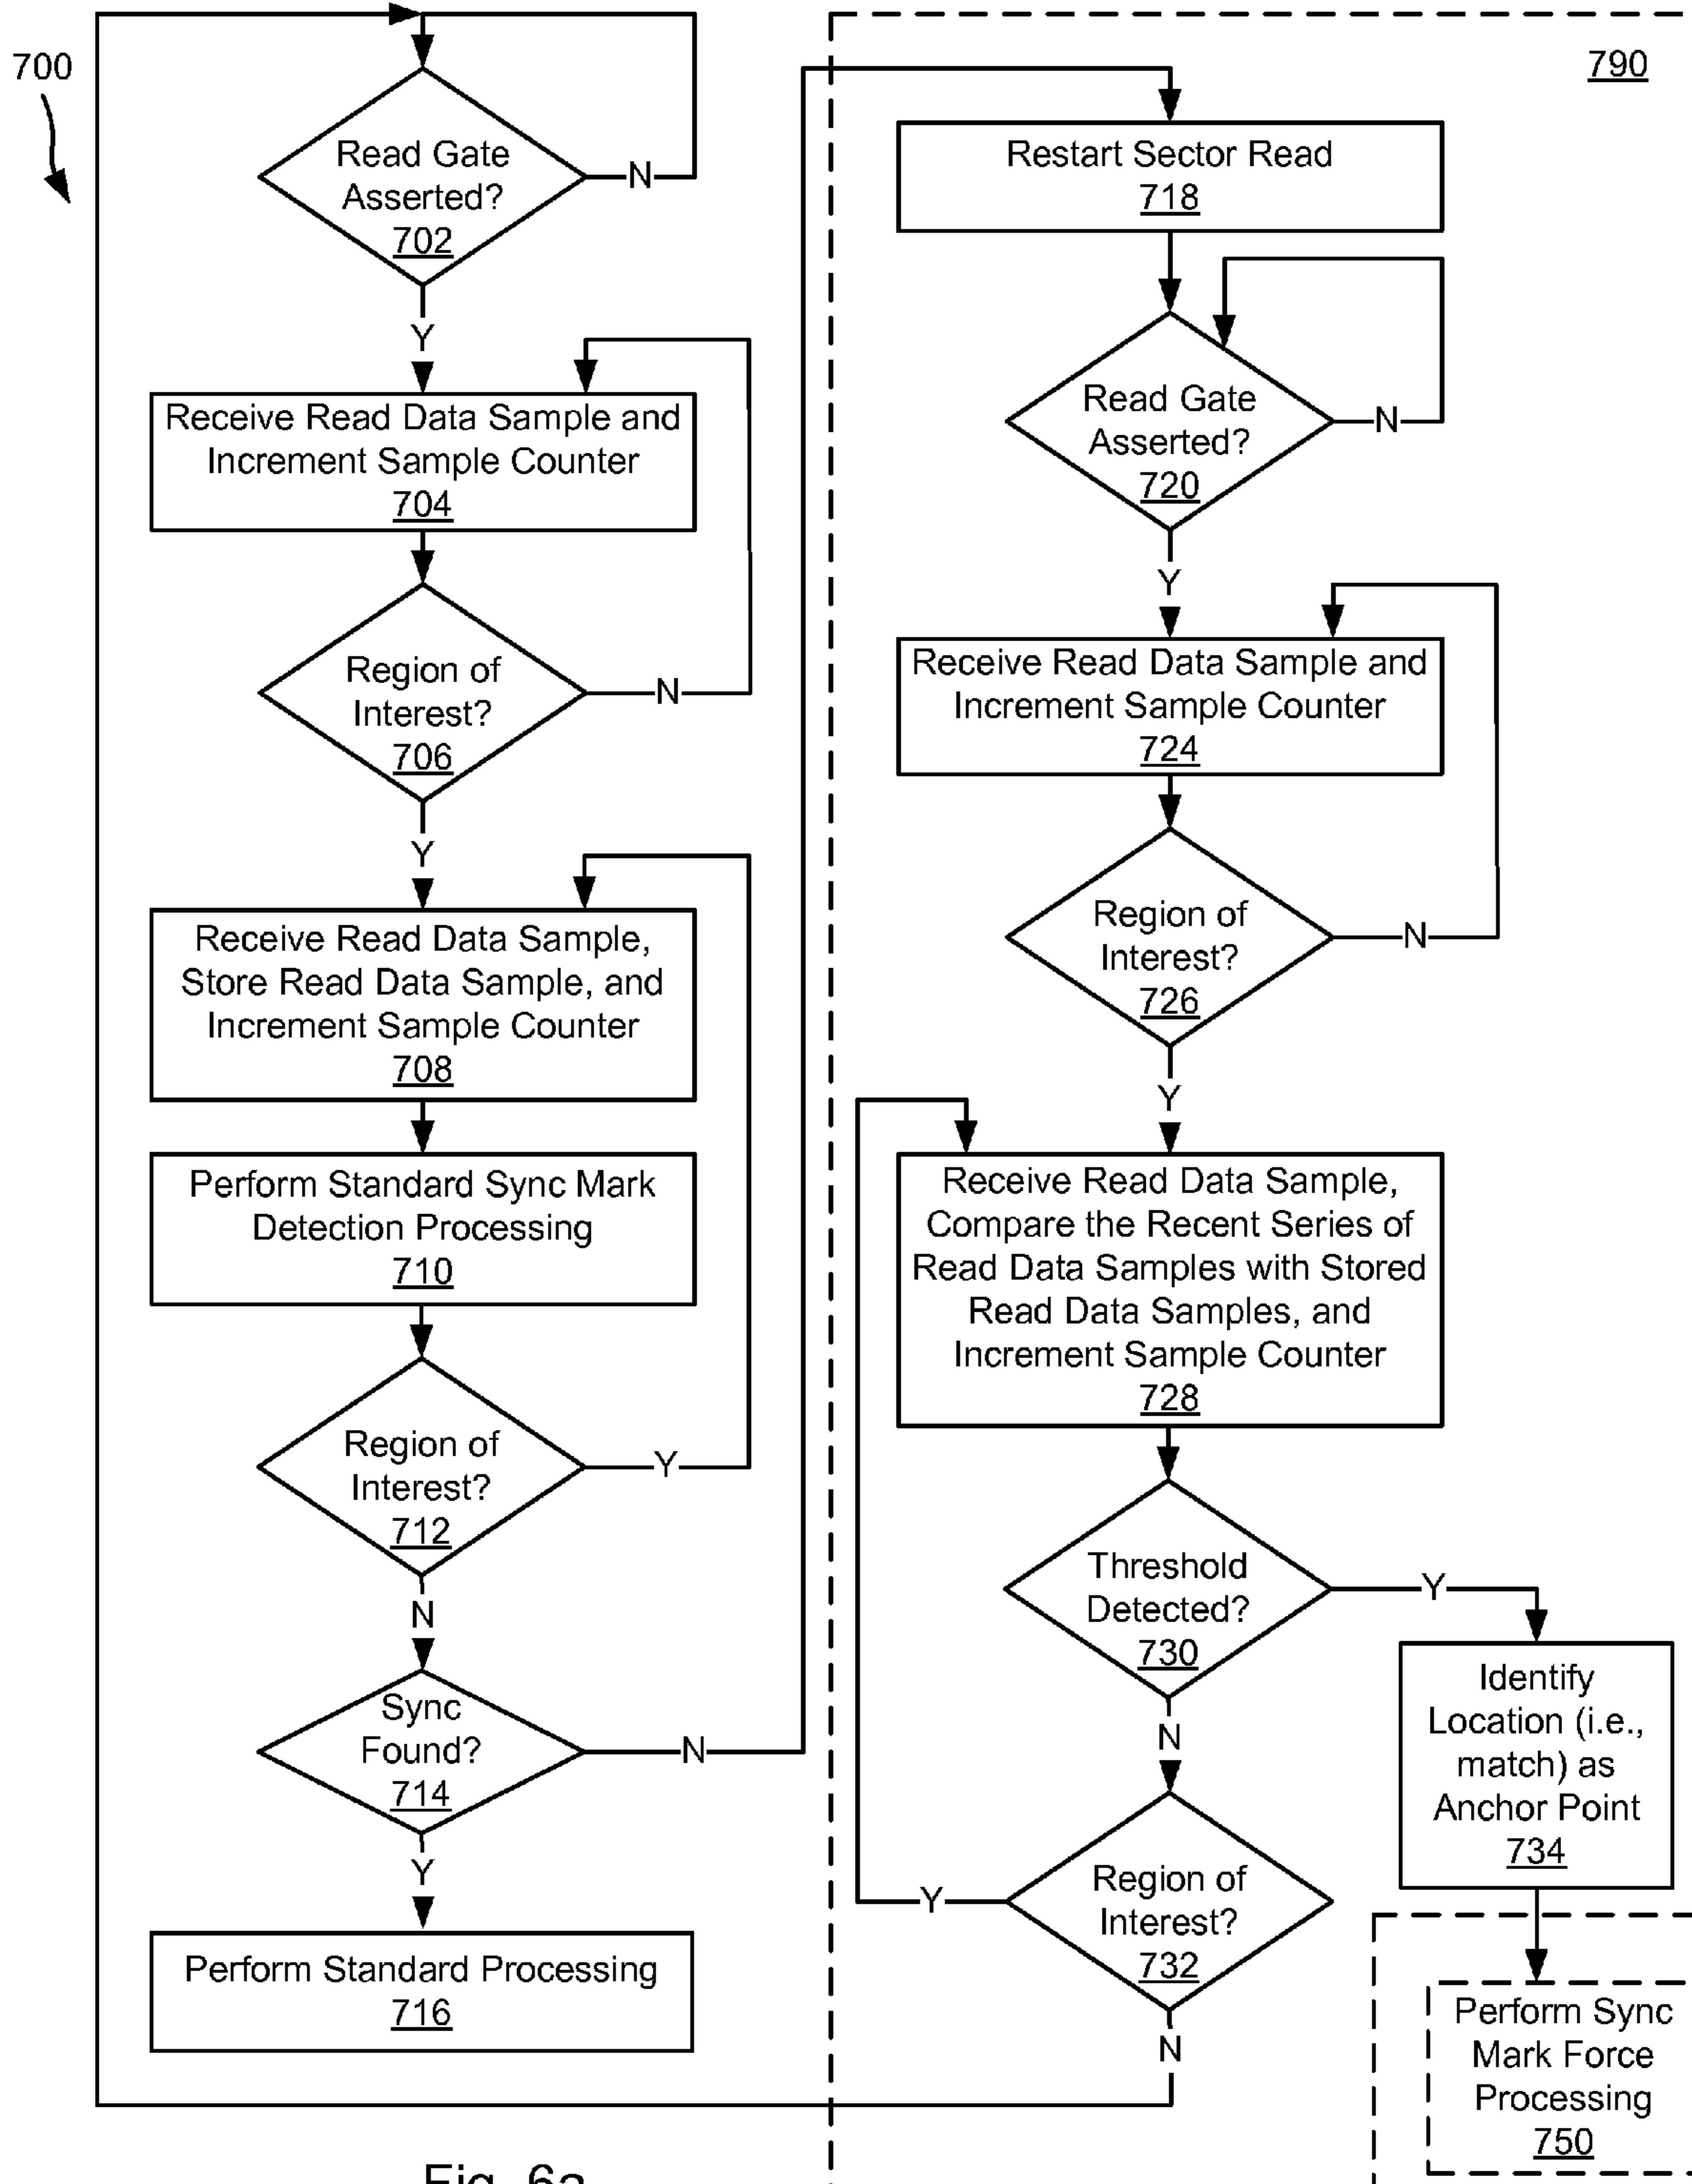 700
Read Gate
Asserted?
702
N
Y
Receive Read Data Sample and
Increment Sample Counter
704
Region of
Interest?
706
N
Y
Receive Read Data Sample,
Store Read Data Sample, and
Increment Sample Counter
708
Perform Standard Sync Mark
Detection Processing
710
Region of
Interest?
712
Y
N
Sync
Found?
714
N
Y
Perform Standard Processing
716
790
Restart Sector Read
718
Read Gate
Asserted?
720
N
Y
Receive Read Data Sample and
Increment Sample Counter
724
Region of
Interest?
726
N
Y
Receive Read Data Sample,
Compare the Recent Series of
Read Data Samples with Stored
Read Data Samples, and
Increment Sample Counter
728
Threshold
Detected?
730
Y
N
Identify
Location (i.e.,
match) as
Anchor Point
734
Region of
Interest?
732
Y
N
Perform Sync
Mark Force
Processing
750
Fig. 6a